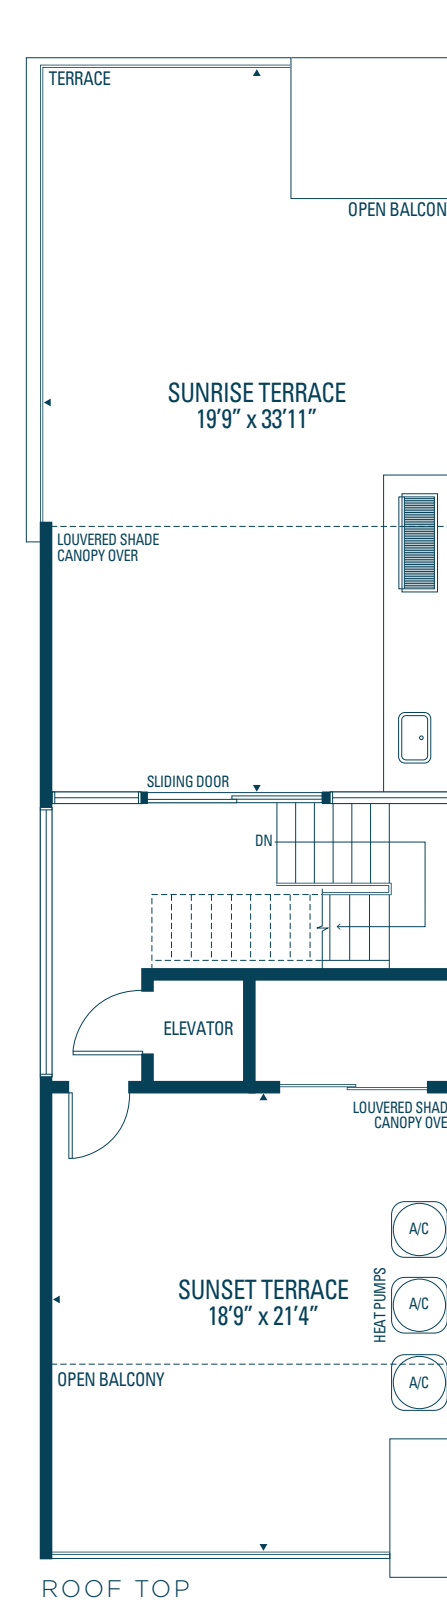 TERRACE
OPEN BALCON
SUNRISE TERRACE
19'9" x 33'11"
LOUVERED SHADE
CANOPY OVER
SLIDING DOOR
DN
ELEVATOR
LOUVERED SHAD
CANOPY OVE
A/C
SUNSET TERRACE
18'9" x 21'4"
HEAT PUMPS
A/C
OPEN BALCONY
A/C
ROOF TOP